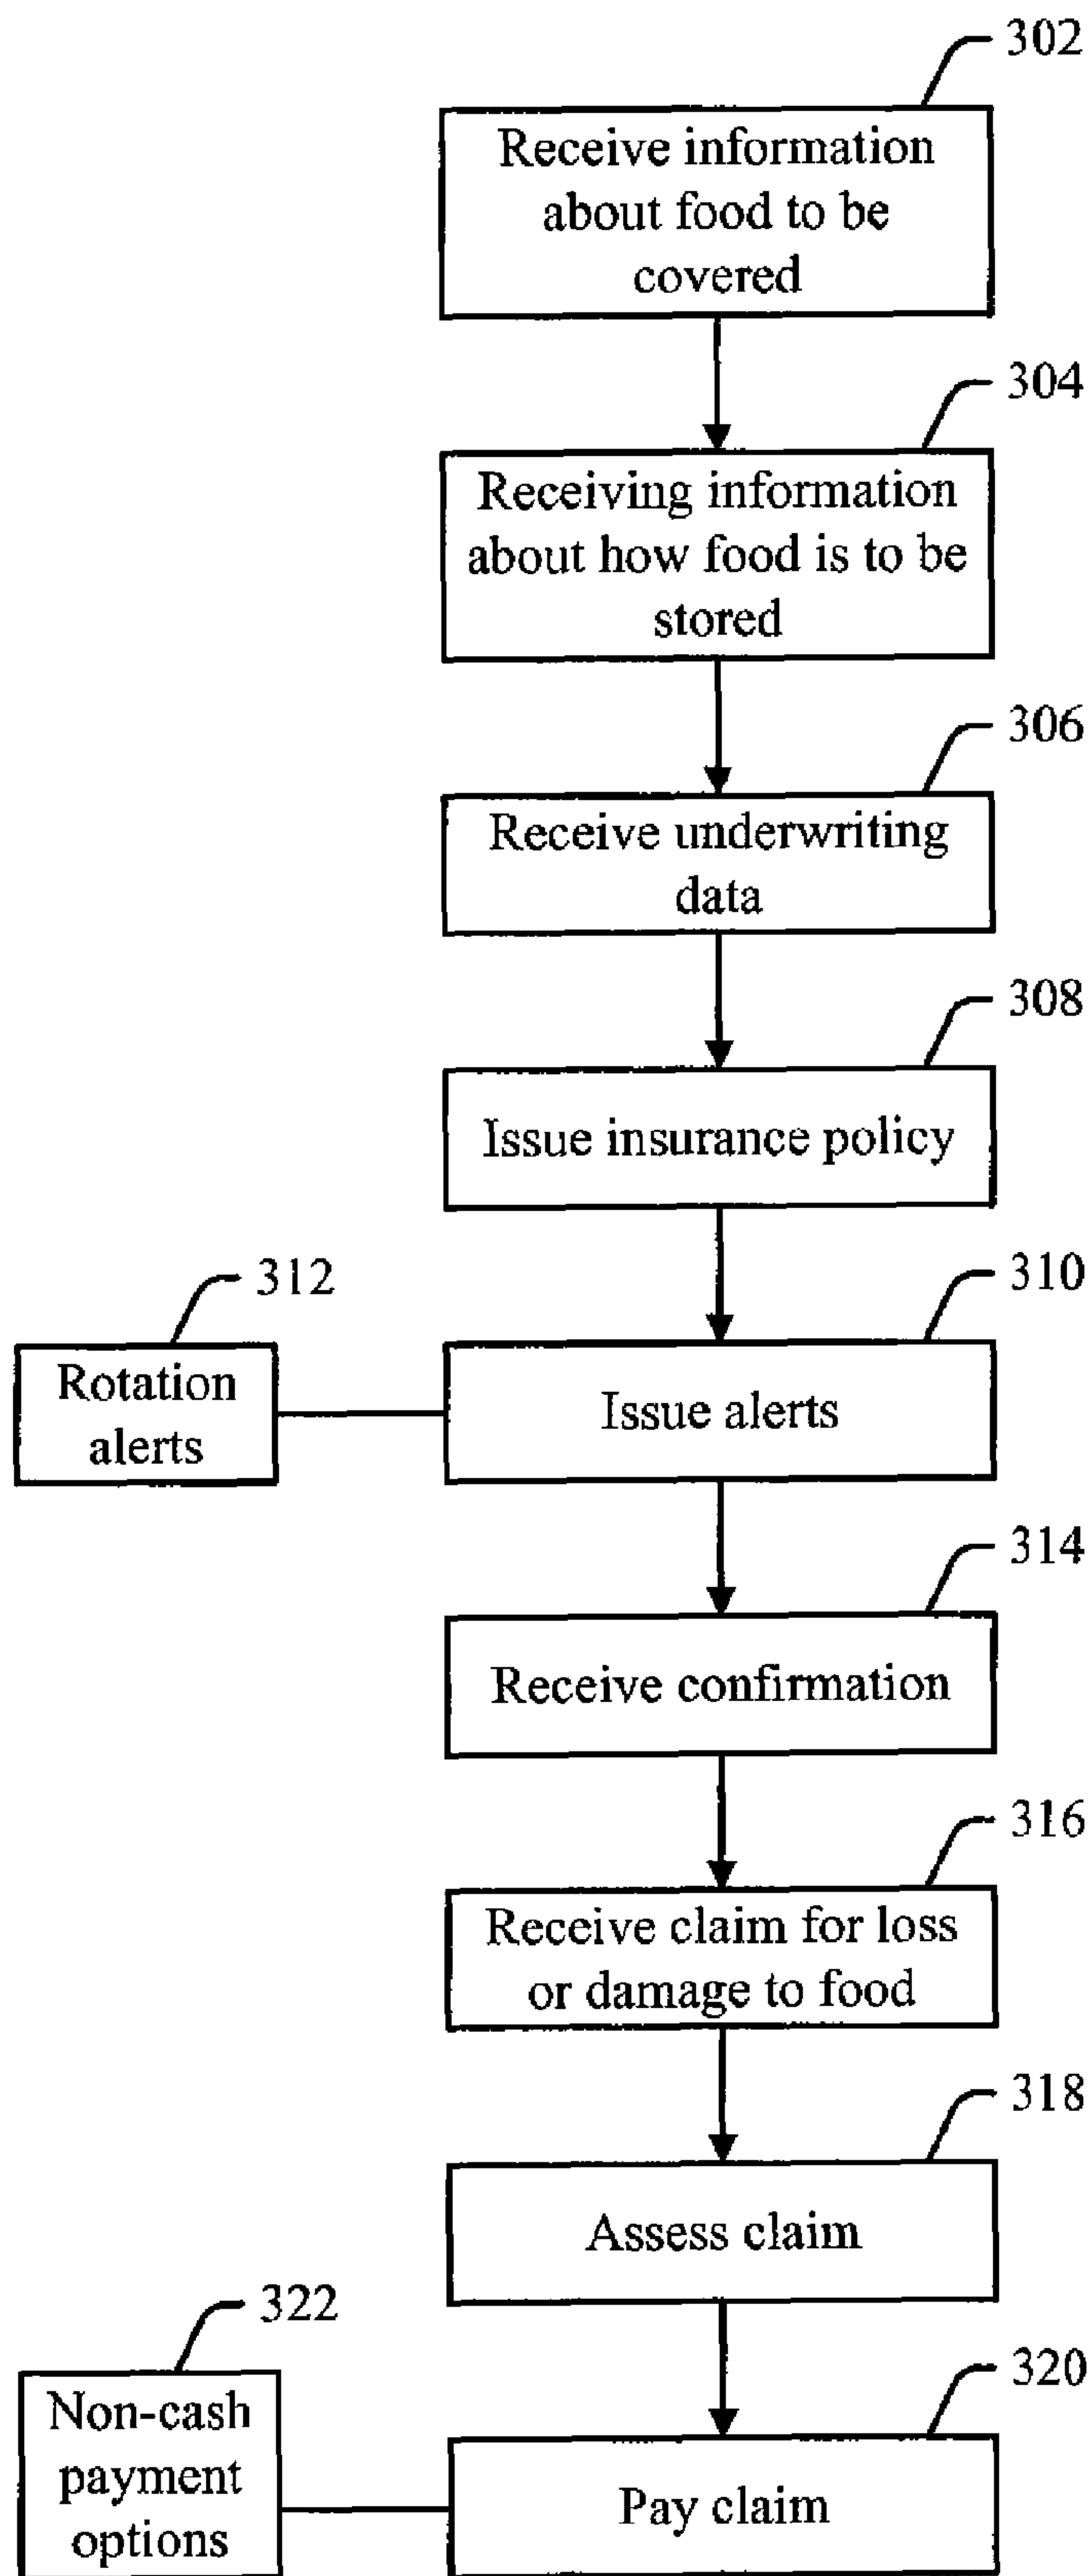 302
Receive information
about food to be
covered
304
Receiving information
about how food is to be
stored
306
Receive underwriting
data
308
Issue insurance policy
310
312
Rotation
alerts
Issue alerts
314
Receive confirmation
316
Receive claim for loss
or damage to food
318
Assess claim
320
322
Non-cash
payment
options
Pay claim